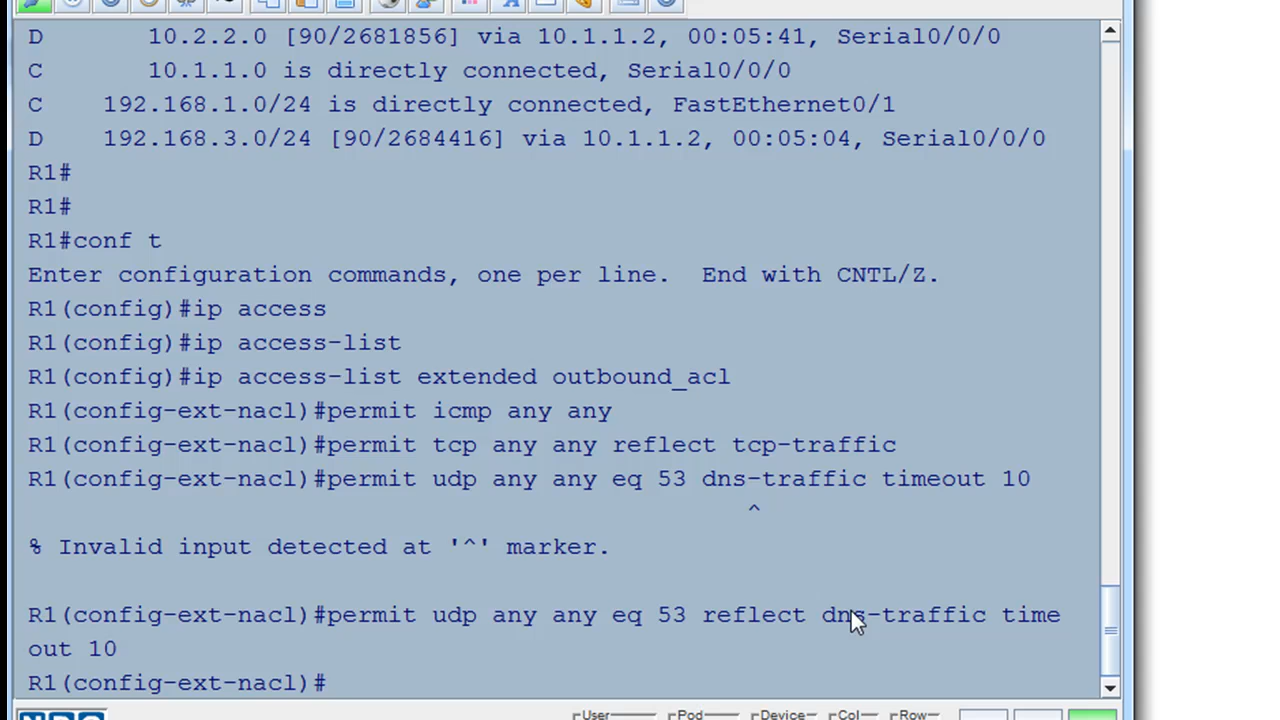 D       10.2.2.0 [90/2681856] via 10.1.1.2, 00:05:41, Serial0/0/0
C       10.1.1.0 is directly connected, Serial0/0/0
C    192.168.1.0/24 is directly connected, FastEthernet0/1
D    192.168.3.0/24 [90/2684416] via 10.1.1.2, 00:05:04, Serial0/0/0
R1#
R1#
R1#conf t
Enter configuration commands, one per line.  End with CNTL/Z.
R1(config)#ip access
R1(config)#ip access-list
R1(config)#ip access-list extended outbound_acl
R1(config-ext-nacl)#permit icmp any any
R1(config-ext-nacl)#permit tcp any any reflect tcp-traffic
R1(config-ext-nacl)#permit udp any any eq 53 dns-traffic timeout 10
^
% Invalid input detected at '^' marker.
R1(config-ext-nacl)#permit udp any any eq 53 reflect dns-traffic time
out 10
R1(config-ext-nacl)#
User Pod Device Col Row